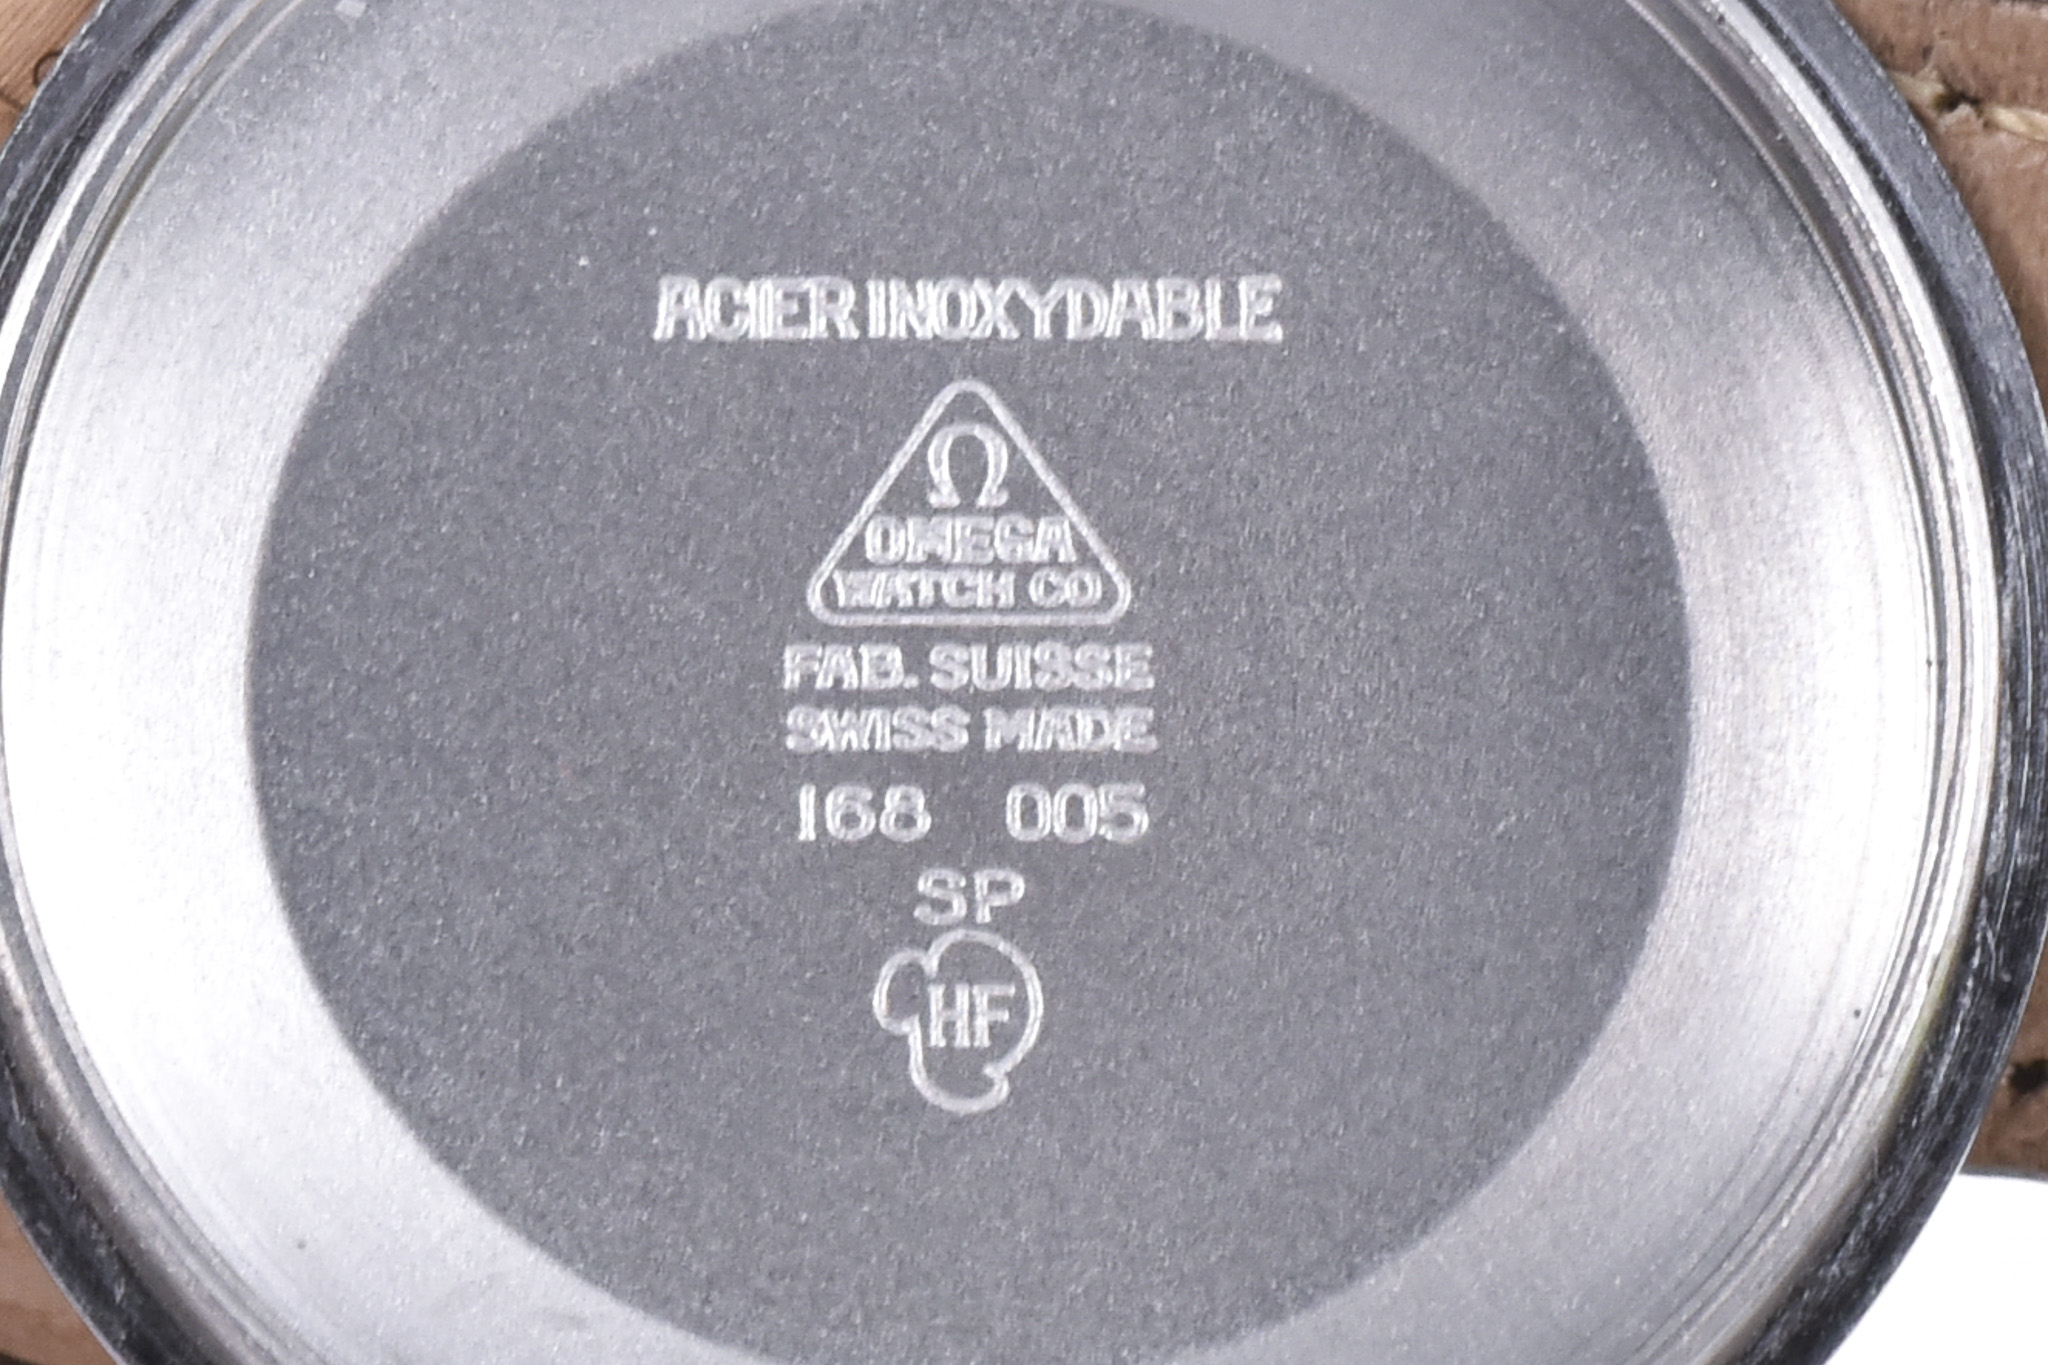 ACIER INOXYDABLE
Ω
OMEGA
WATCH CO
FAB. SUISSE
SWISS MADE
168 005
SP
HF